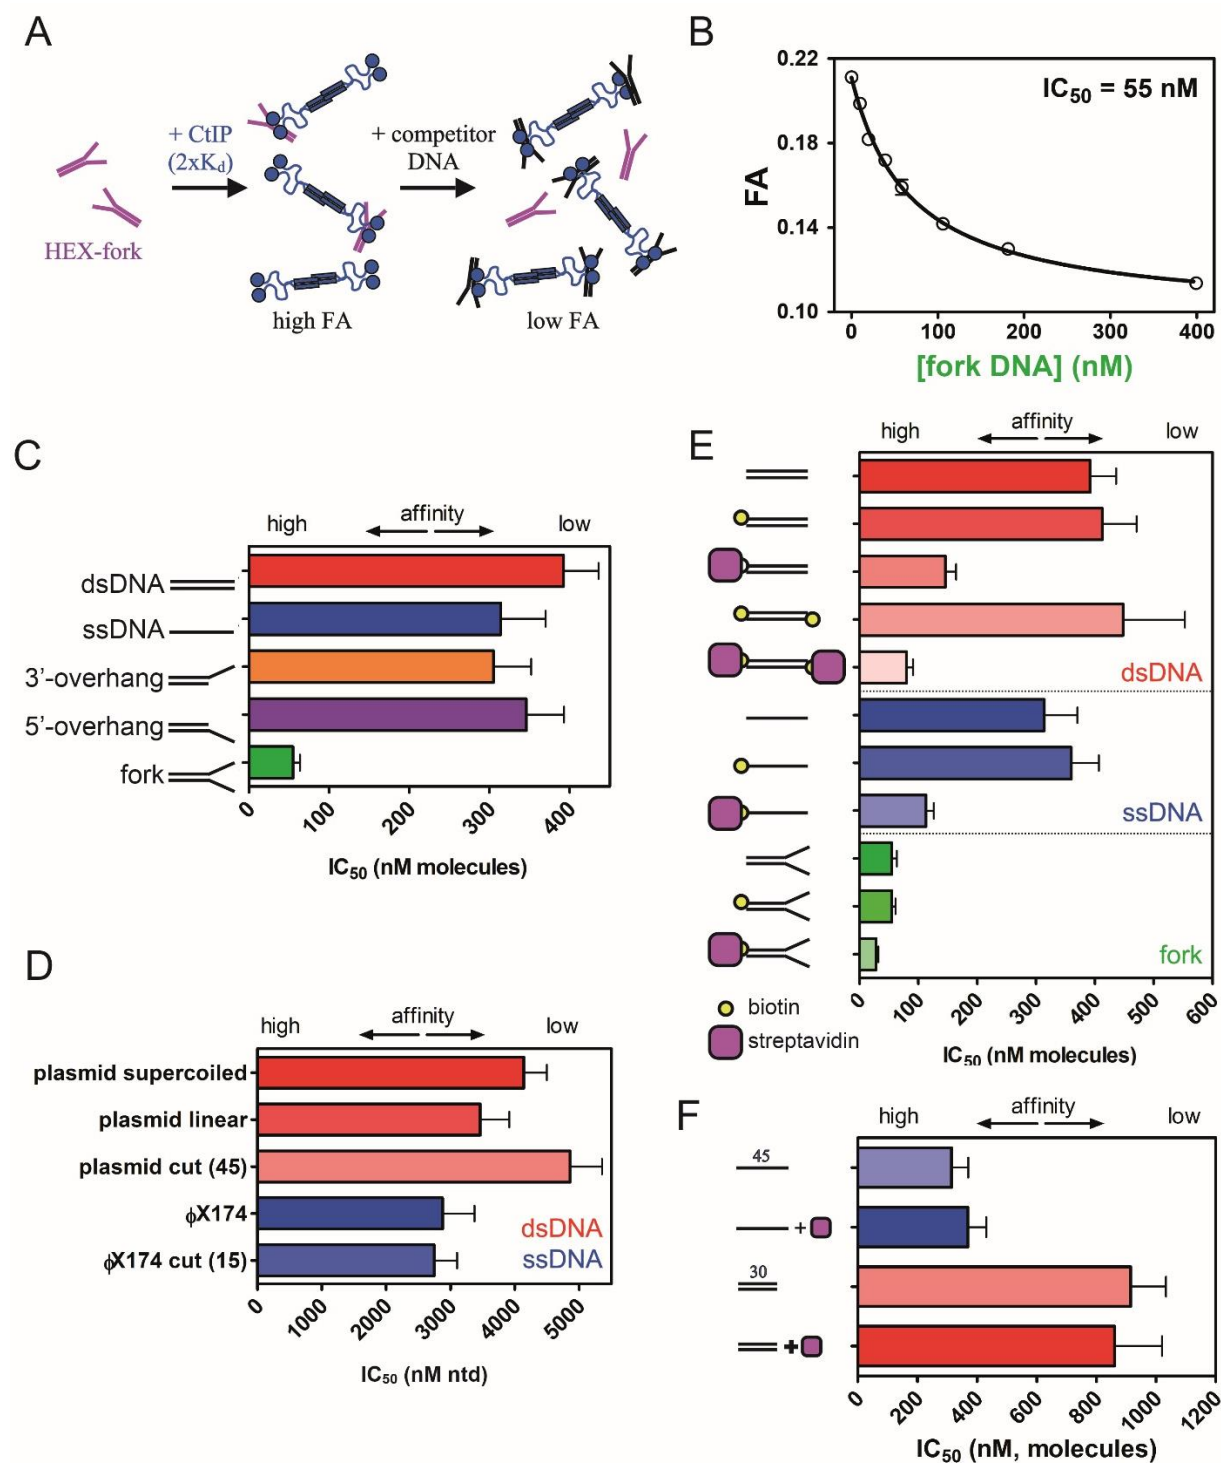 A
+ CtIP
(2xKd)
+ competitor
DNA
HEX-fork
high FA
low FA
B
0.22
0.18
0.14
0.10
FA
IC50 = 55 nM
0
100
200
300
400
[fork DNA] (nM)
C
high
affinity
low
dsDNA
ssDNA
3’-overhang
5’-overhang
fork
0
100
200
300
400
IC50 (nM molecules)
D
high
affinity
low
plasmid supercoiled
plasmid linear
plasmid cut (45)
ϕX174
ϕX174 cut (15)
dsDNA
ssDNA
0
1000
2000
3000
4000
5000
IC50 (nM ntd)
E
high
affinity
low
dsDNA
ssDNA
fork
biotin
streptavidin
0
100
200
300
400
500
600
IC50 (nM molecules)
F
high
affinity
low
45
+
30
+
0
200
400
600
800
1000
1200
IC50 (nM, molecules)